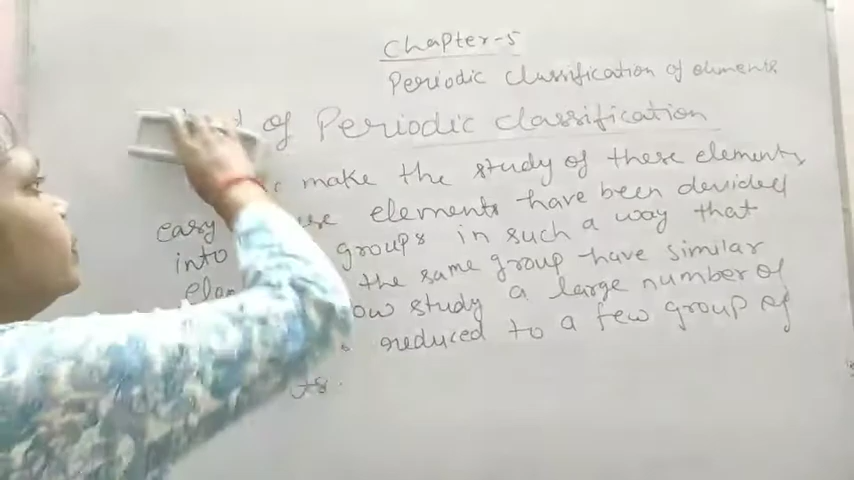 Chapter-5
Periodic classification of elements
of Periodic classification
make the study of these elements
easy elements have been devided
into groups in such a way that
the same group have similar
study a large number of
reduced to a few group of